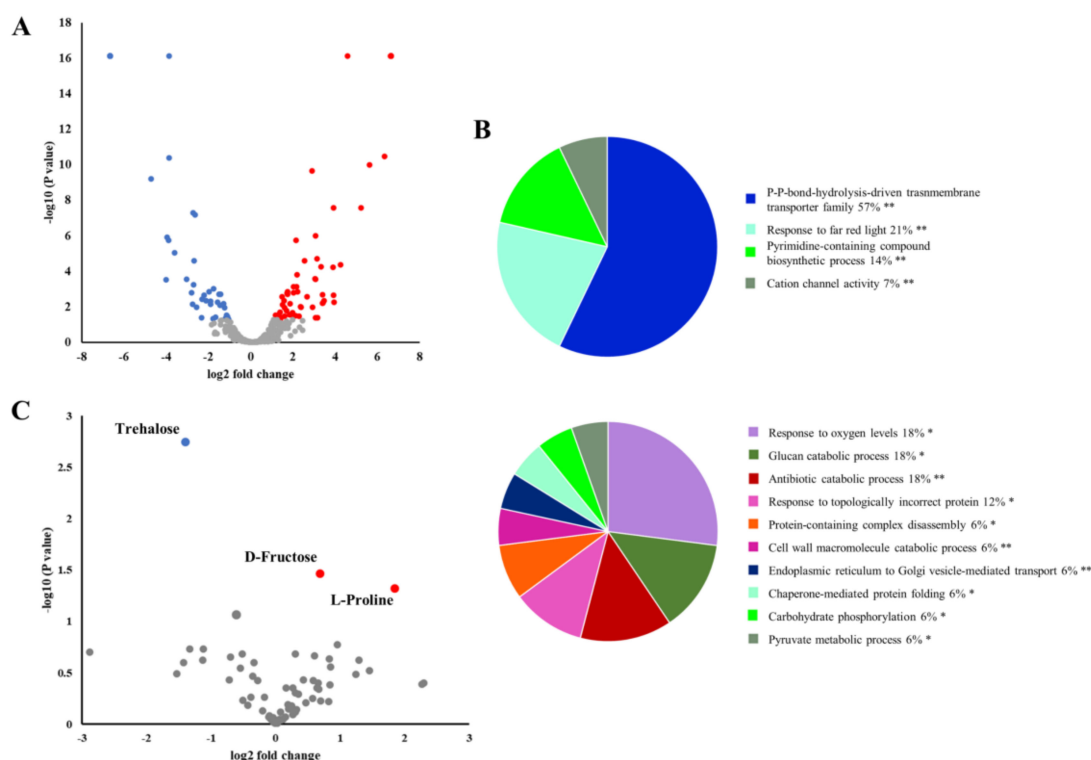 A
18
16
14
12
10
8
6
4
2
0
-8
-6
-4
-2
0
2
4
6
8
-log10 (P value)
log2 fold change
B
P-P-bond-hydrolysis-driven trasnmembrane
transporter family 57% **
Response to far red light 21% **
Pyrimidine-containing compound
biosynthetic process 14% **
Cation channel activity 7% **
C
3
2.5
2
1.5
1
0.5
0
-3
-2
-1
0
1
2
3
-log10 (P value)
log2 fold change
Trehalose
D-Fructose
L-Proline
Response to oxygen levels 18% *
Glucan catabolic process 18% *
Antibiotic catabolic process 18% **
Response to topologically incorrect protein 12% *
Protein-containing complex disassembly 6% *
Cell wall macromolecule catabolic process 6% **
Endoplasmic reticulum to Golgi vesicle-mediated transport 6% **
Chaperone-mediated protein folding 6% *
Carbohydrate phosphorylation 6% *
Pyruvate metabolic process 6% *